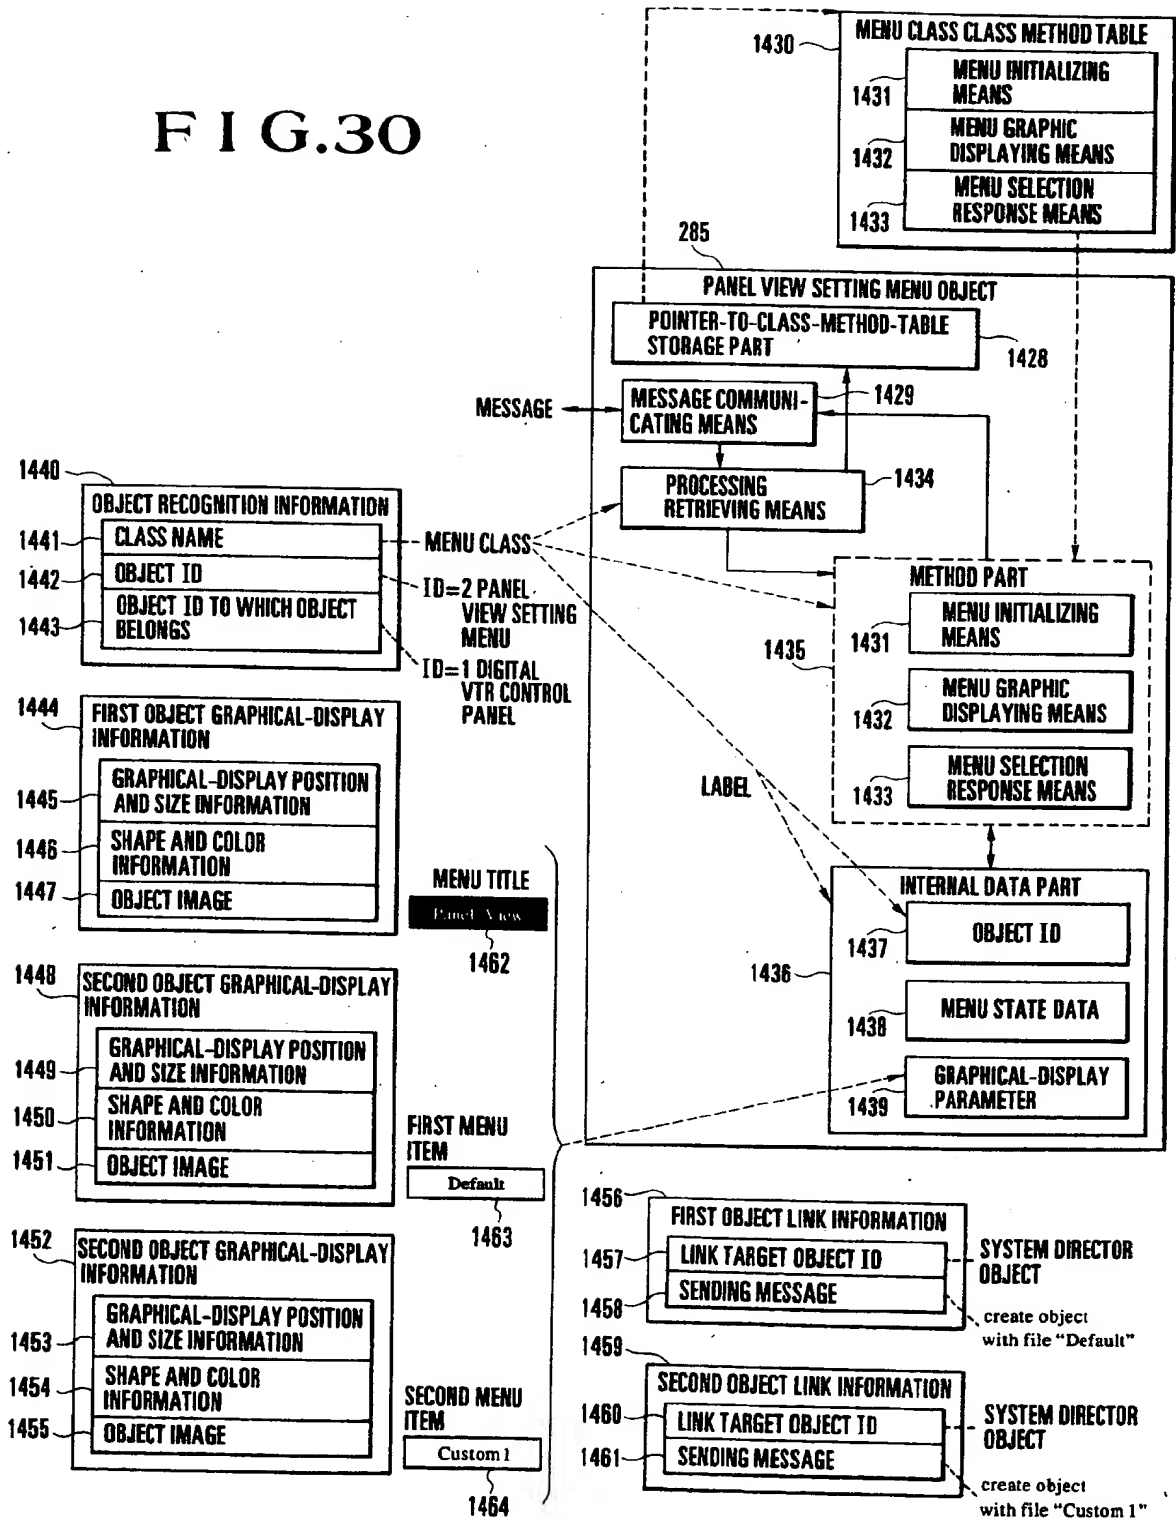 FIG.30
1430
MENU CLASS CLASS METHOD TABLE
1431
MENU INITIALIZING
MEANS
1432
MENU GRAPHIC
DISPLAYING MEANS
1433
MENU SELECTION
RESPONSE MEANS
285
PANEL VIEW SETTING MENU OBJECT
POINTER-TO-CLASS-METHOD-TABLE
STORAGE PART
1428
MESSAGE
MESSAGE COMMUNI-
CATING MEANS
1429
PROCESSING
RETRIEVING MEANS
1434
1435
METHOD PART
1431
MENU INITIALIZING
MEANS
1432
MENU GRAPHIC
DISPLAYING MEANS
1433
MENU SELECTION
RESPONSE MEANS
LABEL
1436
INTERNAL DATA PART
1437
OBJECT ID
1438
MENU STATE DATA
1439
GRAPHICAL-DISPLAY
PARAMETER
1440
OBJECT RECOGNITION INFORMATION
1441
CLASS NAME
MENU CLASS
1442
OBJECT ID
ID=2 PANEL
VIEW SETTING
MENU
1443
OBJECT ID TO WHICH OBJECT
BELONGS
ID=1 DIGITAL
VTR CONTROL
PANEL
1444
FIRST OBJECT GRAPHICAL-DISPLAY
INFORMATION
1445
GRAPHICAL-DISPLAY POSITION
AND SIZE INFORMATION
1446
SHAPE AND COLOR
INFORMATION
1447
OBJECT IMAGE
MENU TITLE
Panel View
1462
1448
SECOND OBJECT GRAPHICAL-DISPLAY
INFORMATION
1449
GRAPHICAL-DISPLAY POSITION
AND SIZE INFORMATION
1450
SHAPE AND COLOR
INFORMATION
1451
OBJECT IMAGE
FIRST MENU
ITEM
Default
1463
1452
SECOND OBJECT GRAPHICAL-DISPLAY
INFORMATION
1453
GRAPHICAL-DISPLAY POSITION
AND SIZE INFORMATION
1454
SHAPE AND COLOR
INFORMATION
1455
OBJECT IMAGE
SECOND MENU
ITEM
Custom 1
1464
1456
FIRST OBJECT LINK INFORMATION
1457
LINK TARGET OBJECT ID
SYSTEM DIRECTOR
OBJECT
1458
SENDING MESSAGE
create object
with file "Default"
1459
SECOND OBJECT LINK INFORMATION
1460
LINK TARGET OBJECT ID
SYSTEM DIRECTOR
OBJECT
1461
SENDING MESSAGE
create object
with file "Custom 1"